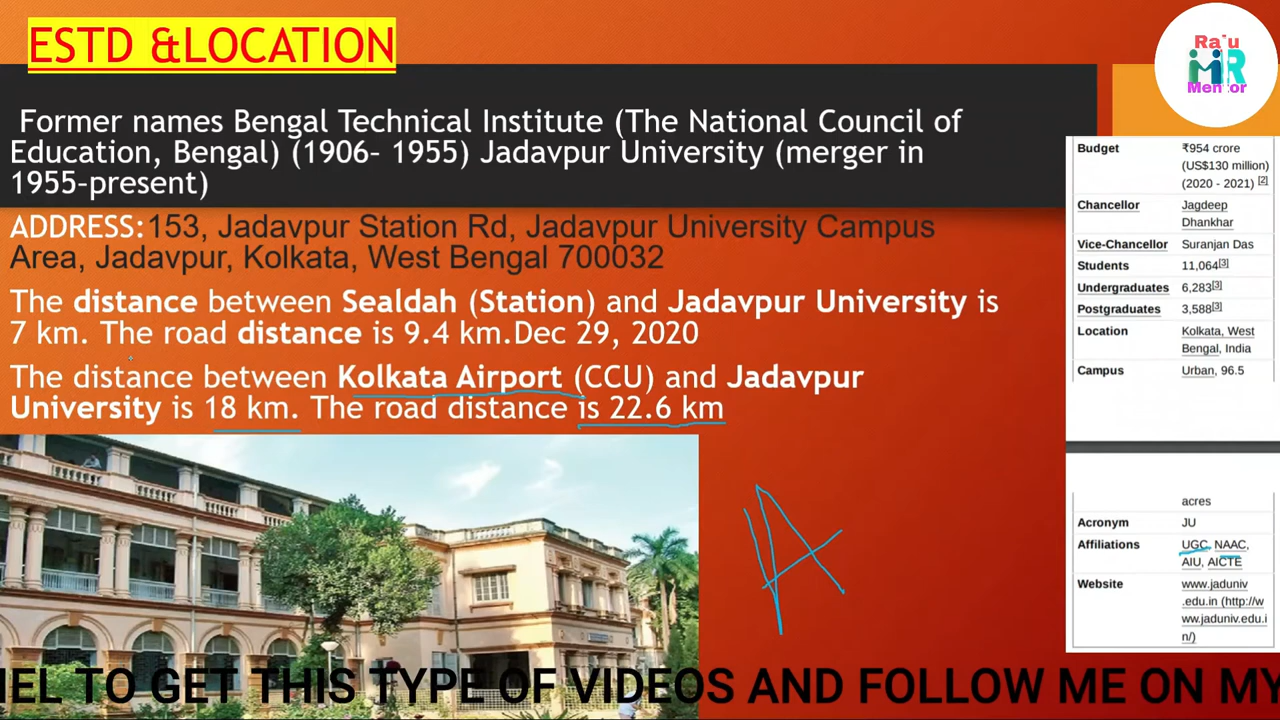 ESTD &LOCATION
Raju
Mentor
Former names Bengal Technical Institute (The National Council of
Education, Bengal) (1906– 1955) Jadavpur University (merger in
1955–present)
ADDRESS:153, Jadavpur Station Rd, Jadavpur University Campus
Area, Jadavpur, Kolkata, West Bengal 700032
The distance between Sealdah (Station) and Jadavpur University is
7 km. The road distance is 9.4 km.Dec 29, 2020
The distance between Kolkata Airport (CCU) and Jadavpur
University is 18 km. The road distance is 22.6 km
A
Budget ₹954 crore
(US$130 million)
(2020 - 2021) [2]
Chancellor Jagdeep
Dhankhar
Vice-Chancellor Suranjan Das
Students 11,064[3]
Undergraduates 6,283[3]
Postgraduates 3,588[3]
Location Kolkata, West
Bengal, India
Campus Urban, 96.5
acres
Acronym JU
Affiliations UGC, NAAC,
AIU, AICTE
Website www.jaduniv
.edu.in (http://w
ww.jaduniv.edu.i
n/)
NEL TO GET THIS TYPE OF VIDEOS AND FOLLOW ME ON MY